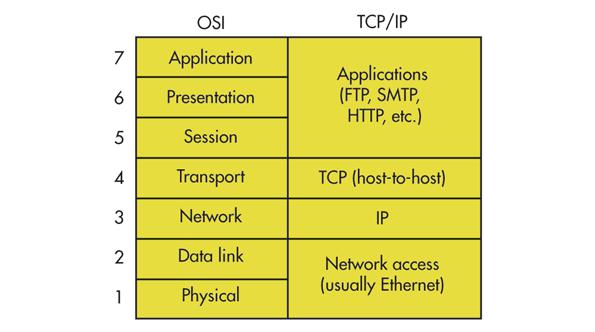 OSI TCP/IP
7 Application
6 Presentation
5 Session
Applications
(FTP, SMTP,
HTTP, etc.)
4 Transport TCP (host-to-host)
3 Network IP
2 Data link
1 Physical
Network access
(usually Ethernet)